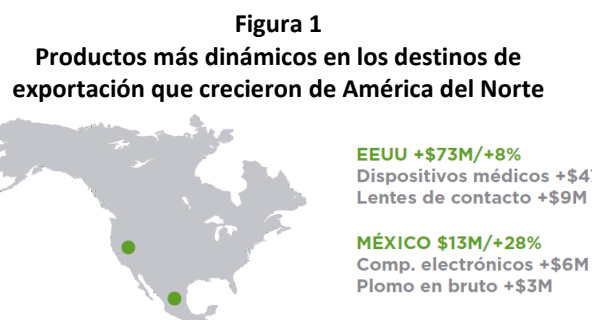 Figura 1
Productos más dinámicos en los destinos de
exportación que crecieron de América del Norte
EEUU +$73M/+8%
Dispositivos médicos
Lentes de contacto +$9M
MÉXICO $13M/+28%
Comp. electrónicos +$6M
Plomo en bruto +$3M